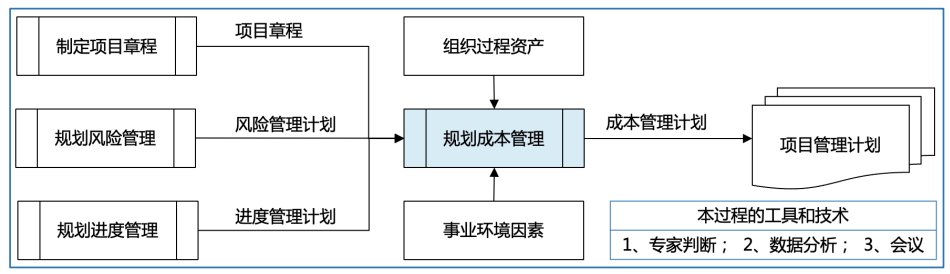 制定项目章程
项目章程
组织过程资产
规划风险管理
风险管理计划
规划成本管理
成本管理计划
项目管理计划
规划进度管理
进度管理计划
事业环境因素
本过程的工具和技术
1、专家判断； 2、数据分析； 3、会议